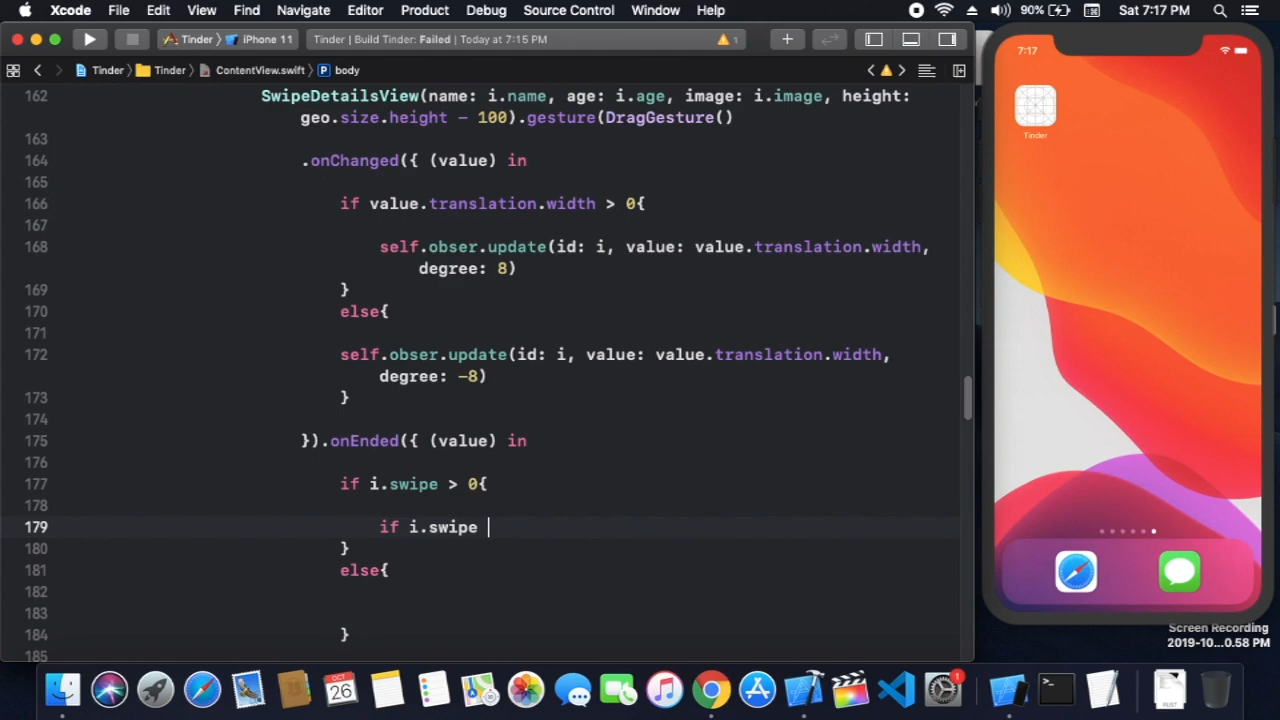 Xcode File Edit View Find Navigate Editor Product Debug Source Control Window Help 90% Sat 7:17 PM
Tinder iPhone 11 Tinder | Build Tinder: Failed | Today at 7:15 PM 1
Tinder Tinder ContentView.swift P body
162 SwipeDetailsView(name: i.name, age: i.age, image: i.image, height:
geo.size.height - 100).gesture(DragGesture()
163
164 .onChanged({ (value) in
165
166 if value.translation.width > 0{
167
168 self.obser.update(id: i, value: value.translation.width,
degree: 8)
169 }
170 else{
171
172 self.obser.update(id: i, value: value.translation.width,
degree: -8)
173 }
174
175 }).onEnded({ (value) in
176
177 if i.swipe > 0{
178
179 if i.swipe
180 }
181 else{
182
183
184 }
185
7:17
Tinder
Screen Recording
2019-10...0.58 PM
OCT
26
1